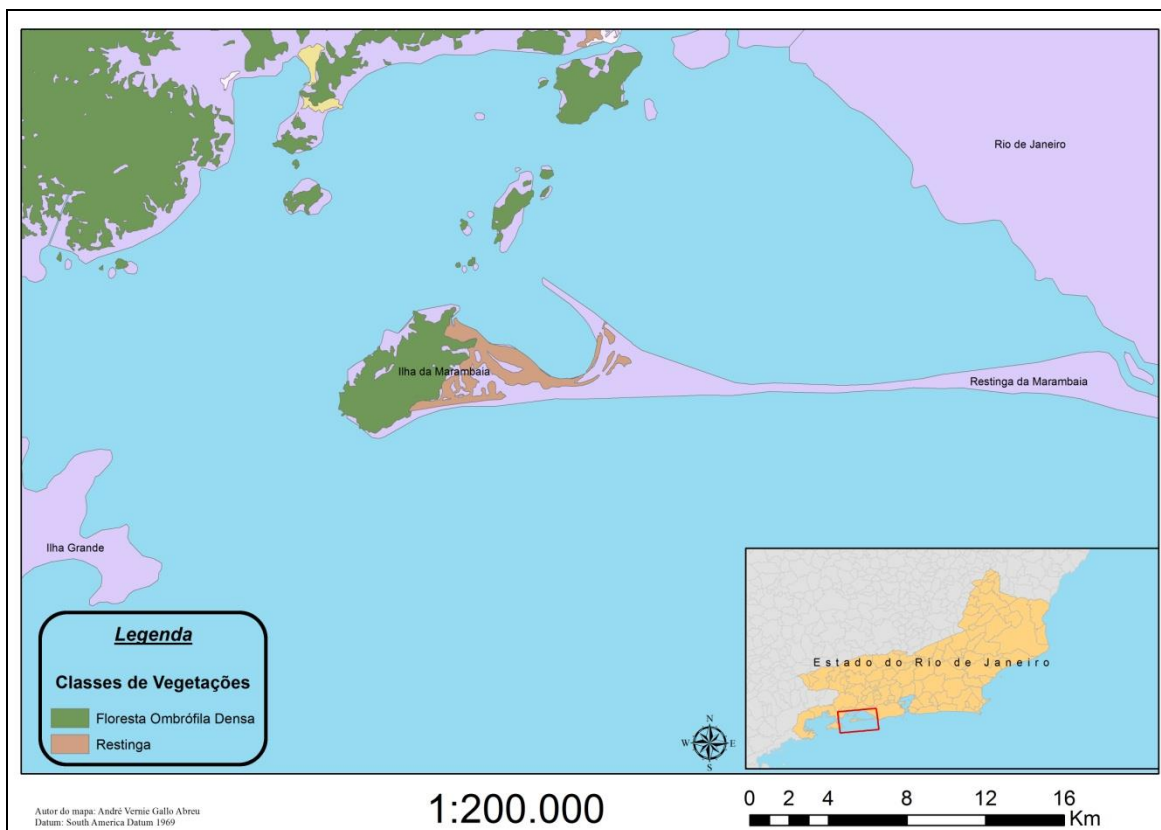 Rio de Janeiro
Ilha da Marambaia
Restinga da Marambaia
Ilha Grande
Legenda
Classes de Vegetações
Floresta Ombrófila Densa
Restinga
Estado do Rio de Janeiro
N
W E
S
Autor do mapa: André Vernie Gallo Abreu
Datum: South America Datum 1969
1:200.000
0 2 4 8 12 16
Km